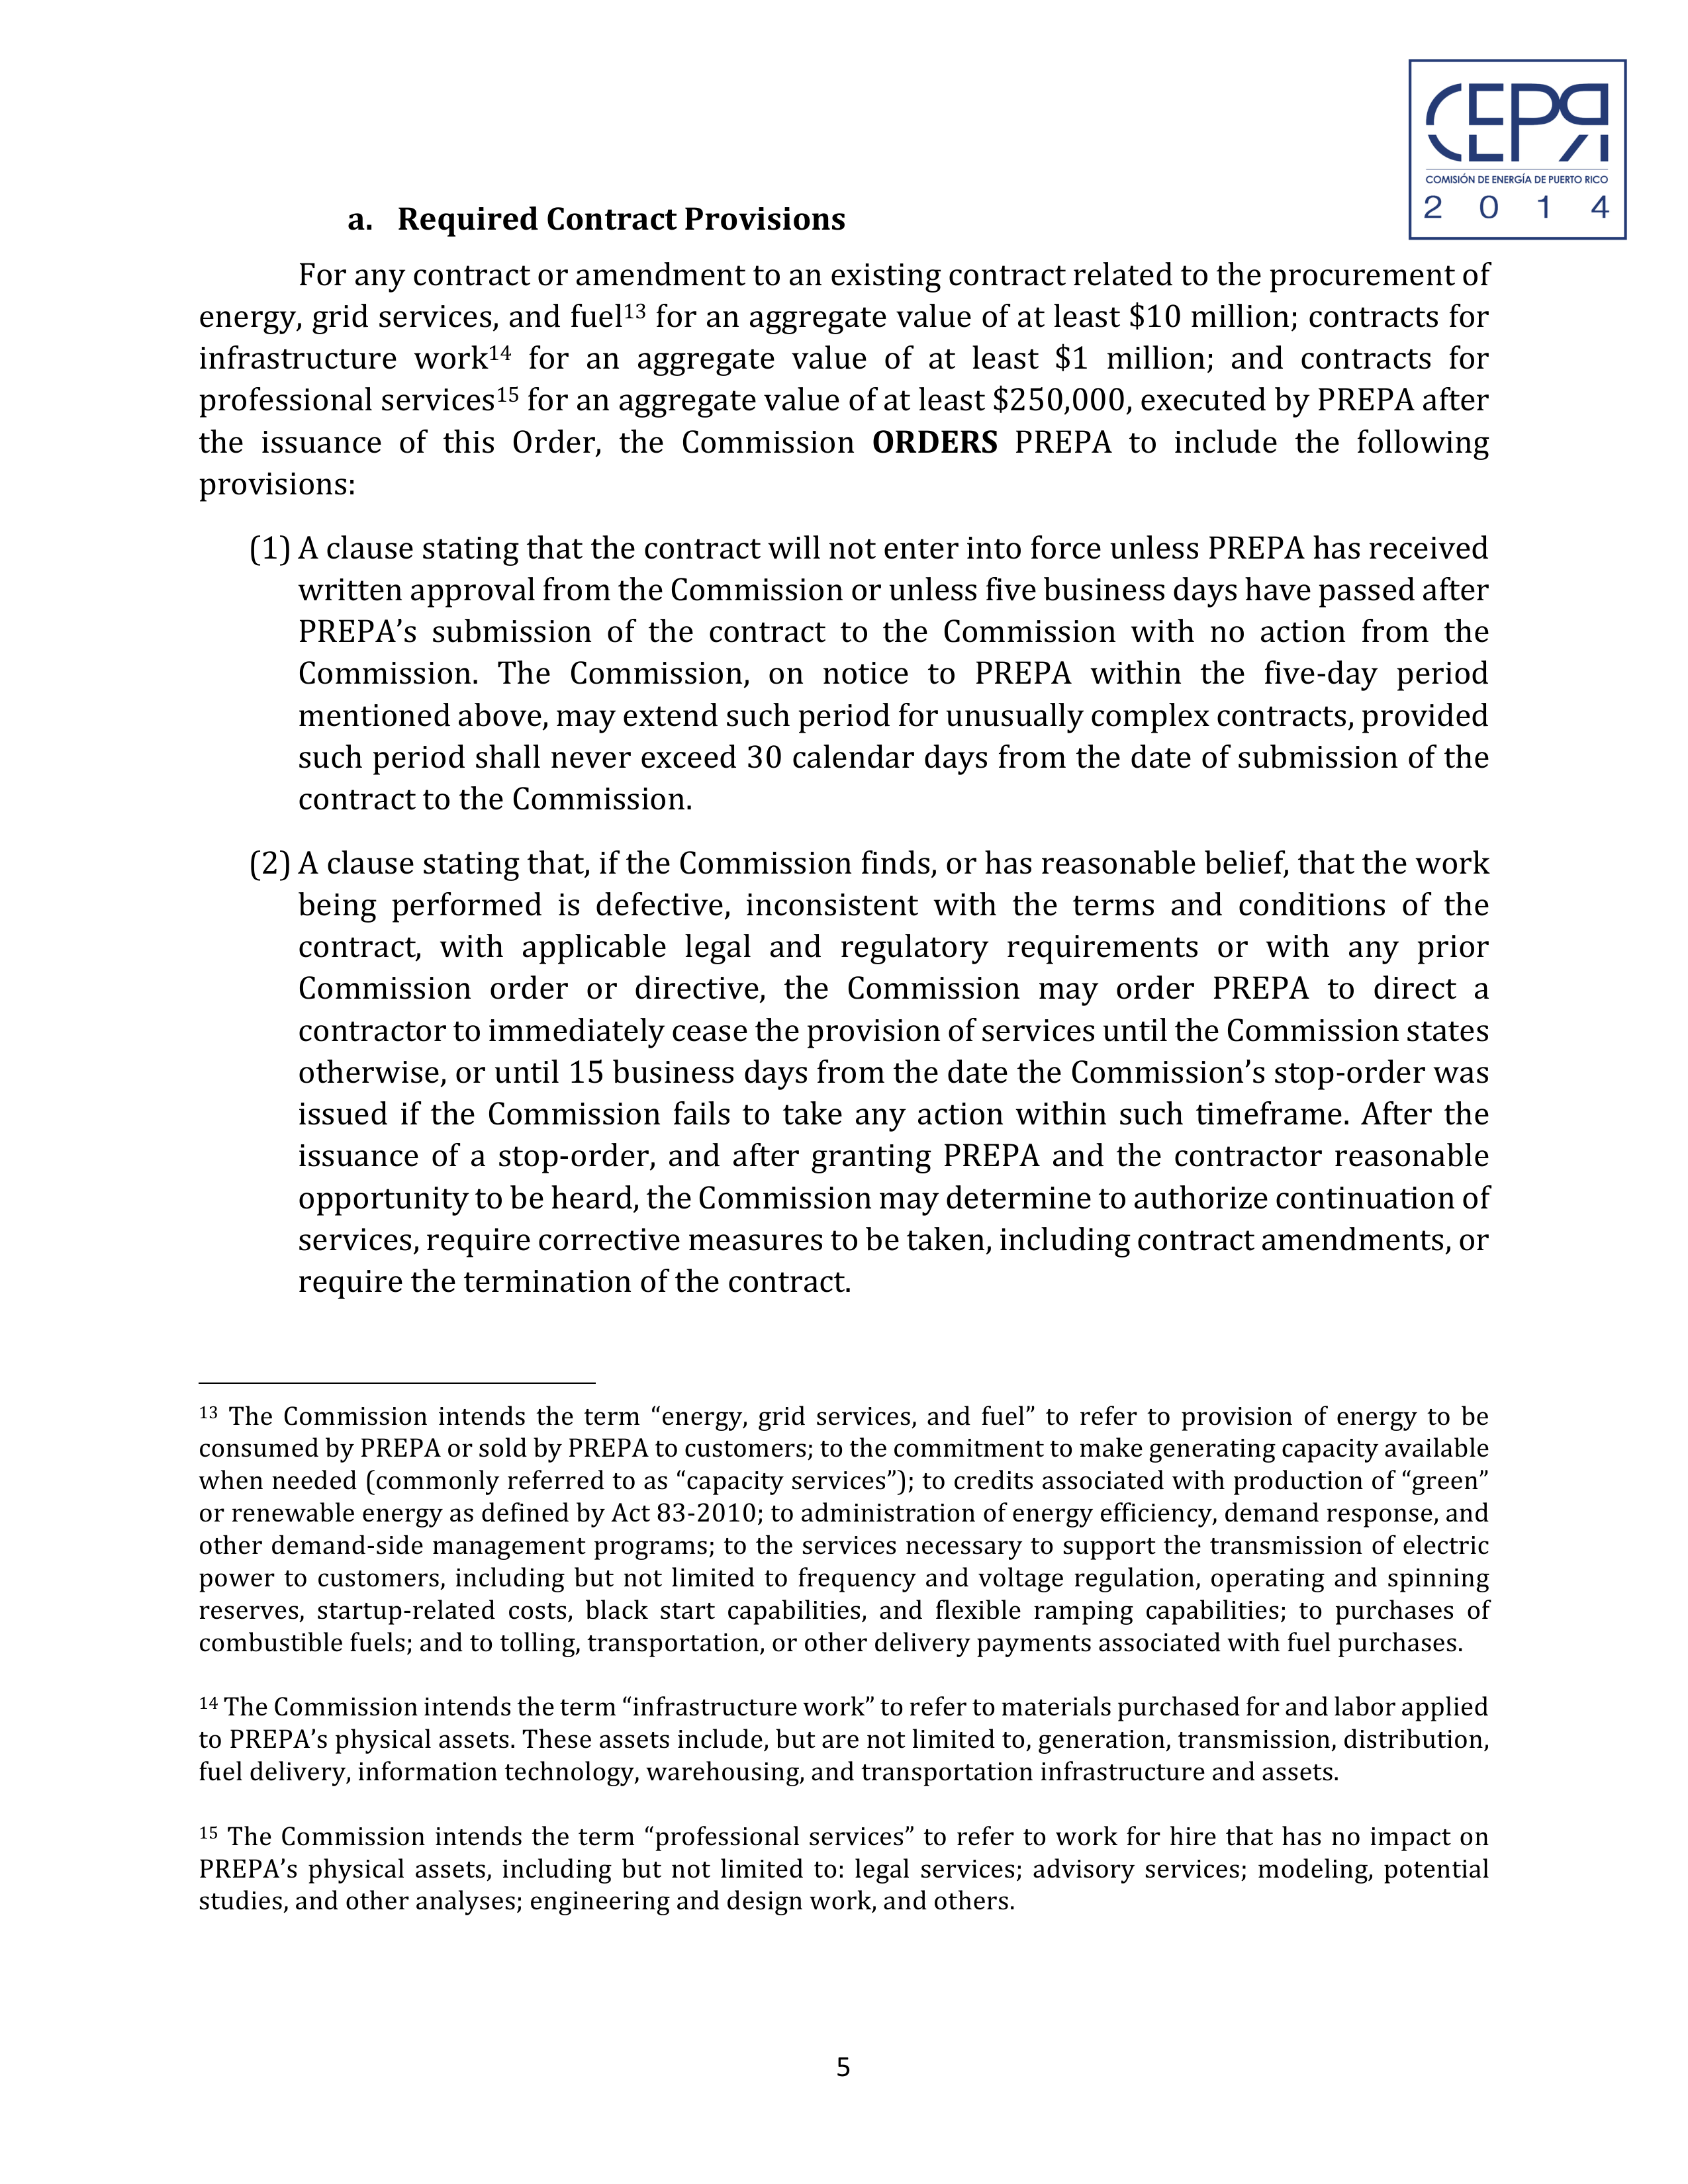 CEPR
COMISIÓN DE ENERGÍA DE PUERTO RICO
2 0 1 4
a. Required Contract Provisions
For any contract or amendment to an existing contract related to the procurement of
energy, grid services, and fuel13 for an aggregate value of at least $10 million; contracts for
infrastructure work14 for an aggregate value of at least $1 million; and contracts for
professional services15 for an aggregate value of at least $250,000, executed by PREPA after
the issuance of this Order, the Commission ORDERS PREPA to include the following
provisions:
(1) A clause stating that the contract will not enter into force unless PREPA has received
written approval from the Commission or unless five business days have passed after
PREPA’s submission of the contract to the Commission with no action from the
Commission. The Commission, on notice to PREPA within the five-day period
mentioned above, may extend such period for unusually complex contracts, provided
such period shall never exceed 30 calendar days from the date of submission of the
contract to the Commission.
(2) A clause stating that, if the Commission finds, or has reasonable belief, that the work
being performed is defective, inconsistent with the terms and conditions of the
contract, with applicable legal and regulatory requirements or with any prior
Commission order or directive, the Commission may order PREPA to direct a
contractor to immediately cease the provision of services until the Commission states
otherwise, or until 15 business days from the date the Commission’s stop-order was
issued if the Commission fails to take any action within such timeframe. After the
issuance of a stop-order, and after granting PREPA and the contractor reasonable
opportunity to be heard, the Commission may determine to authorize continuation of
services, require corrective measures to be taken, including contract amendments, or
require the termination of the contract.
13 The Commission intends the term “energy, grid services, and fuel” to refer to provision of energy to be
consumed by PREPA or sold by PREPA to customers; to the commitment to make generating capacity available
when needed (commonly referred to as “capacity services”); to credits associated with production of “green”
or renewable energy as defined by Act 83-2010; to administration of energy efficiency, demand response, and
other demand-side management programs; to the services necessary to support the transmission of electric
power to customers, including but not limited to frequency and voltage regulation, operating and spinning
reserves, startup-related costs, black start capabilities, and flexible ramping capabilities; to purchases of
combustible fuels; and to tolling, transportation, or other delivery payments associated with fuel purchases.
14 The Commission intends the term “infrastructure work” to refer to materials purchased for and labor applied
to PREPA’s physical assets. These assets include, but are not limited to, generation, transmission, distribution,
fuel delivery, information technology, warehousing, and transportation infrastructure and assets.
15 The Commission intends the term “professional services” to refer to work for hire that has no impact on
PREPA’s physical assets, including but not limited to: legal services; advisory services; modeling, potential
studies, and other analyses; engineering and design work, and others.
5